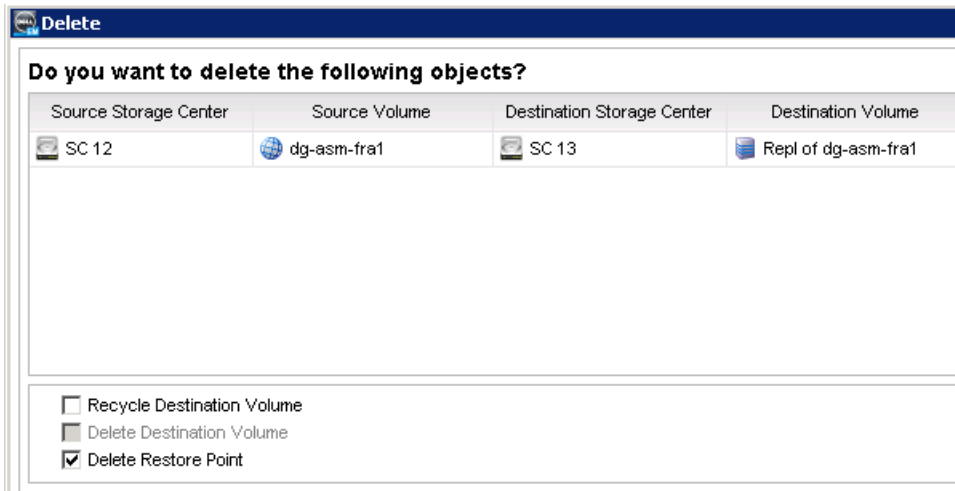 Delete
Do you want to delete the following objects?
Source Storage Center Source Volume Destination Storage Center Destination Volume
SC 12 dg-asm-fra1 SC 13 Repl of dg-asm-fra1
Recycle Destination Volume
Delete Destination Volume
Delete Restore Point